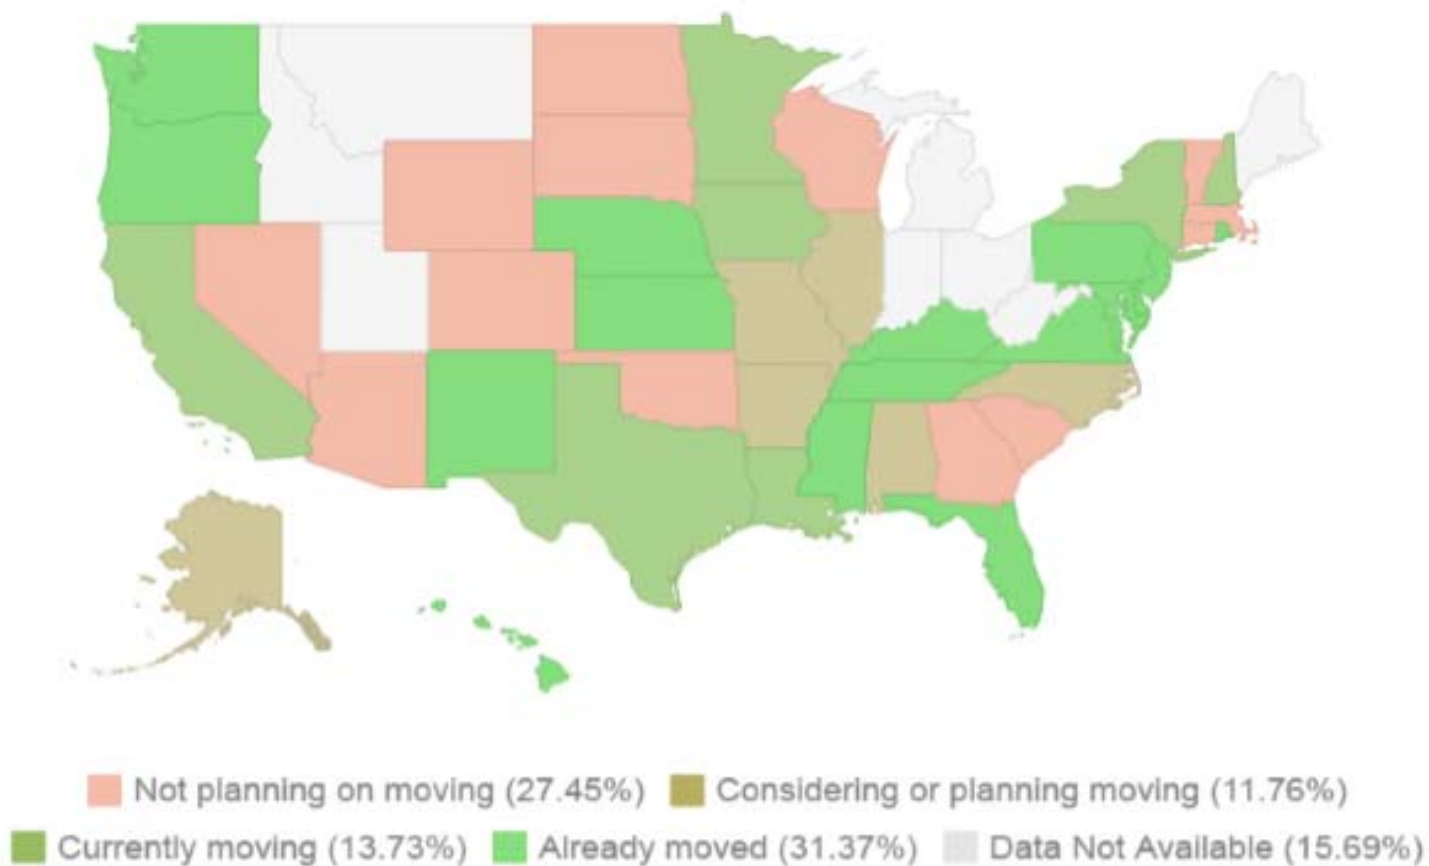 Not planning on moving (27.45%) Considering or planning moving (11.76%)
Currently moving (13.73%) Already moved (31.37%) Data Not Available (15.69%)